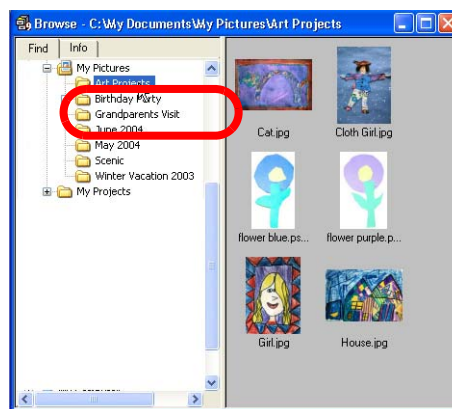 Browse - C:\My Documents\My Pictures\Art Projects
Find Info
My Pictures
Art Projects
Birthday Party
Grandparents Visit
June 2004
May 2004
Scenic
Winter Vacation 2003
My Projects
Cat.jpg Cloth Girl.jpg
flower blue.ps... flower purple.p...
Girl.jpg House.jpg